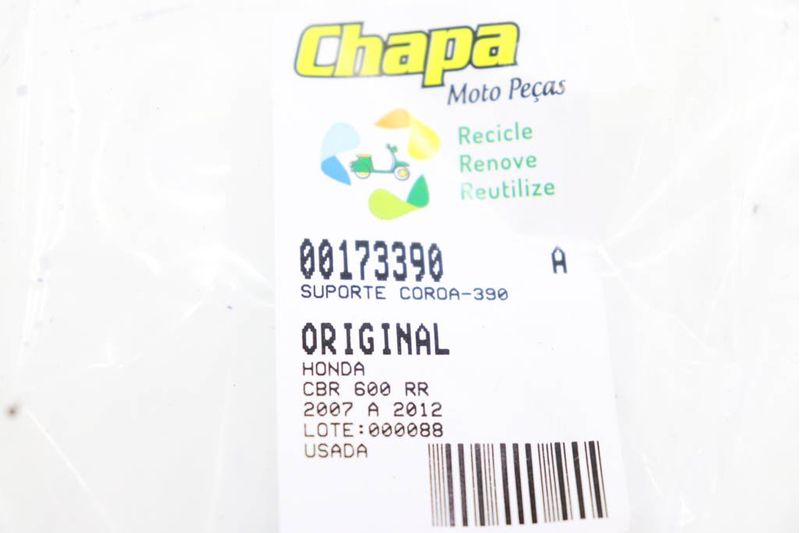 Chapa
Moto Peças
Recicle
Renove
Reutilize
00173390 A
SUPORTE COROA-390
ORIGINAL
HONDA
CBR 600 RR
2007 A 2012
LOTE:000088
USADA